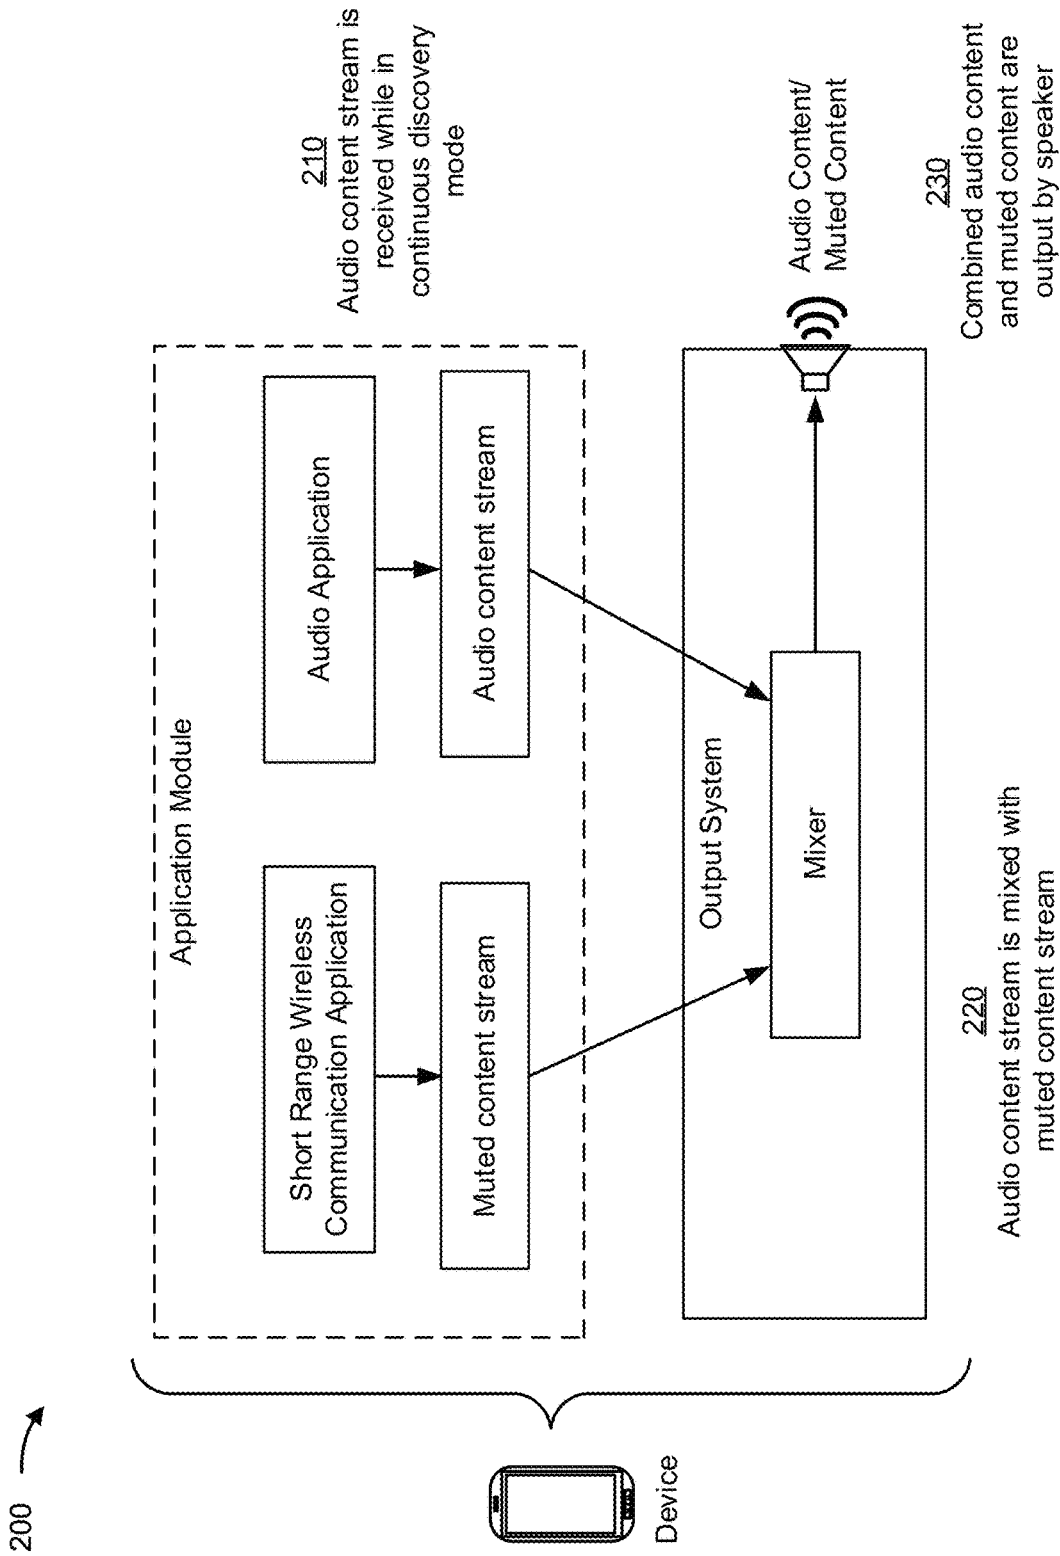 200
Device
Application Module
Short Range Wireless
Communication Application
Muted content stream
Audio Application
Audio content stream
210
Audio content stream is
received while in
continuous discovery
mode
Output System
Mixer
Audio Content/
Muted Content
220
Audio content stream is mixed with
muted content stream
230
Combined audio content
and muted content are
output by speaker